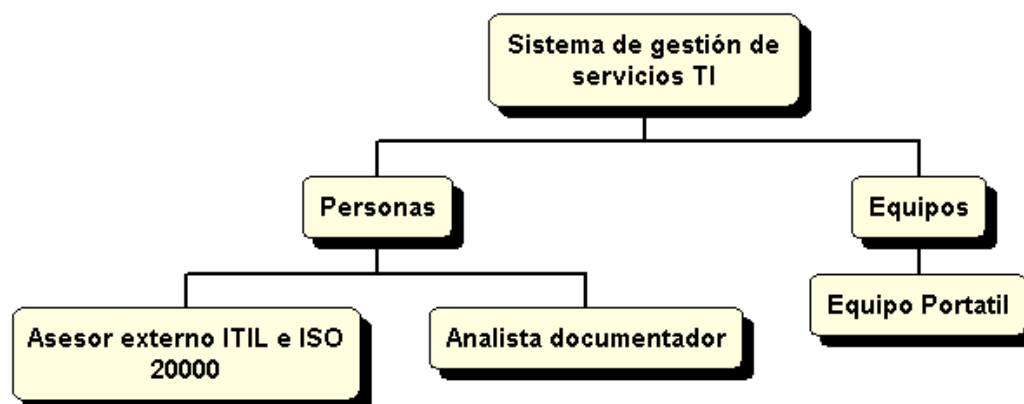 Sistema de gestión de
servicios TI
Personas
Equipos
Equipo Portatil
Asesor externo ITIL e ISO
20000
Analista documentador